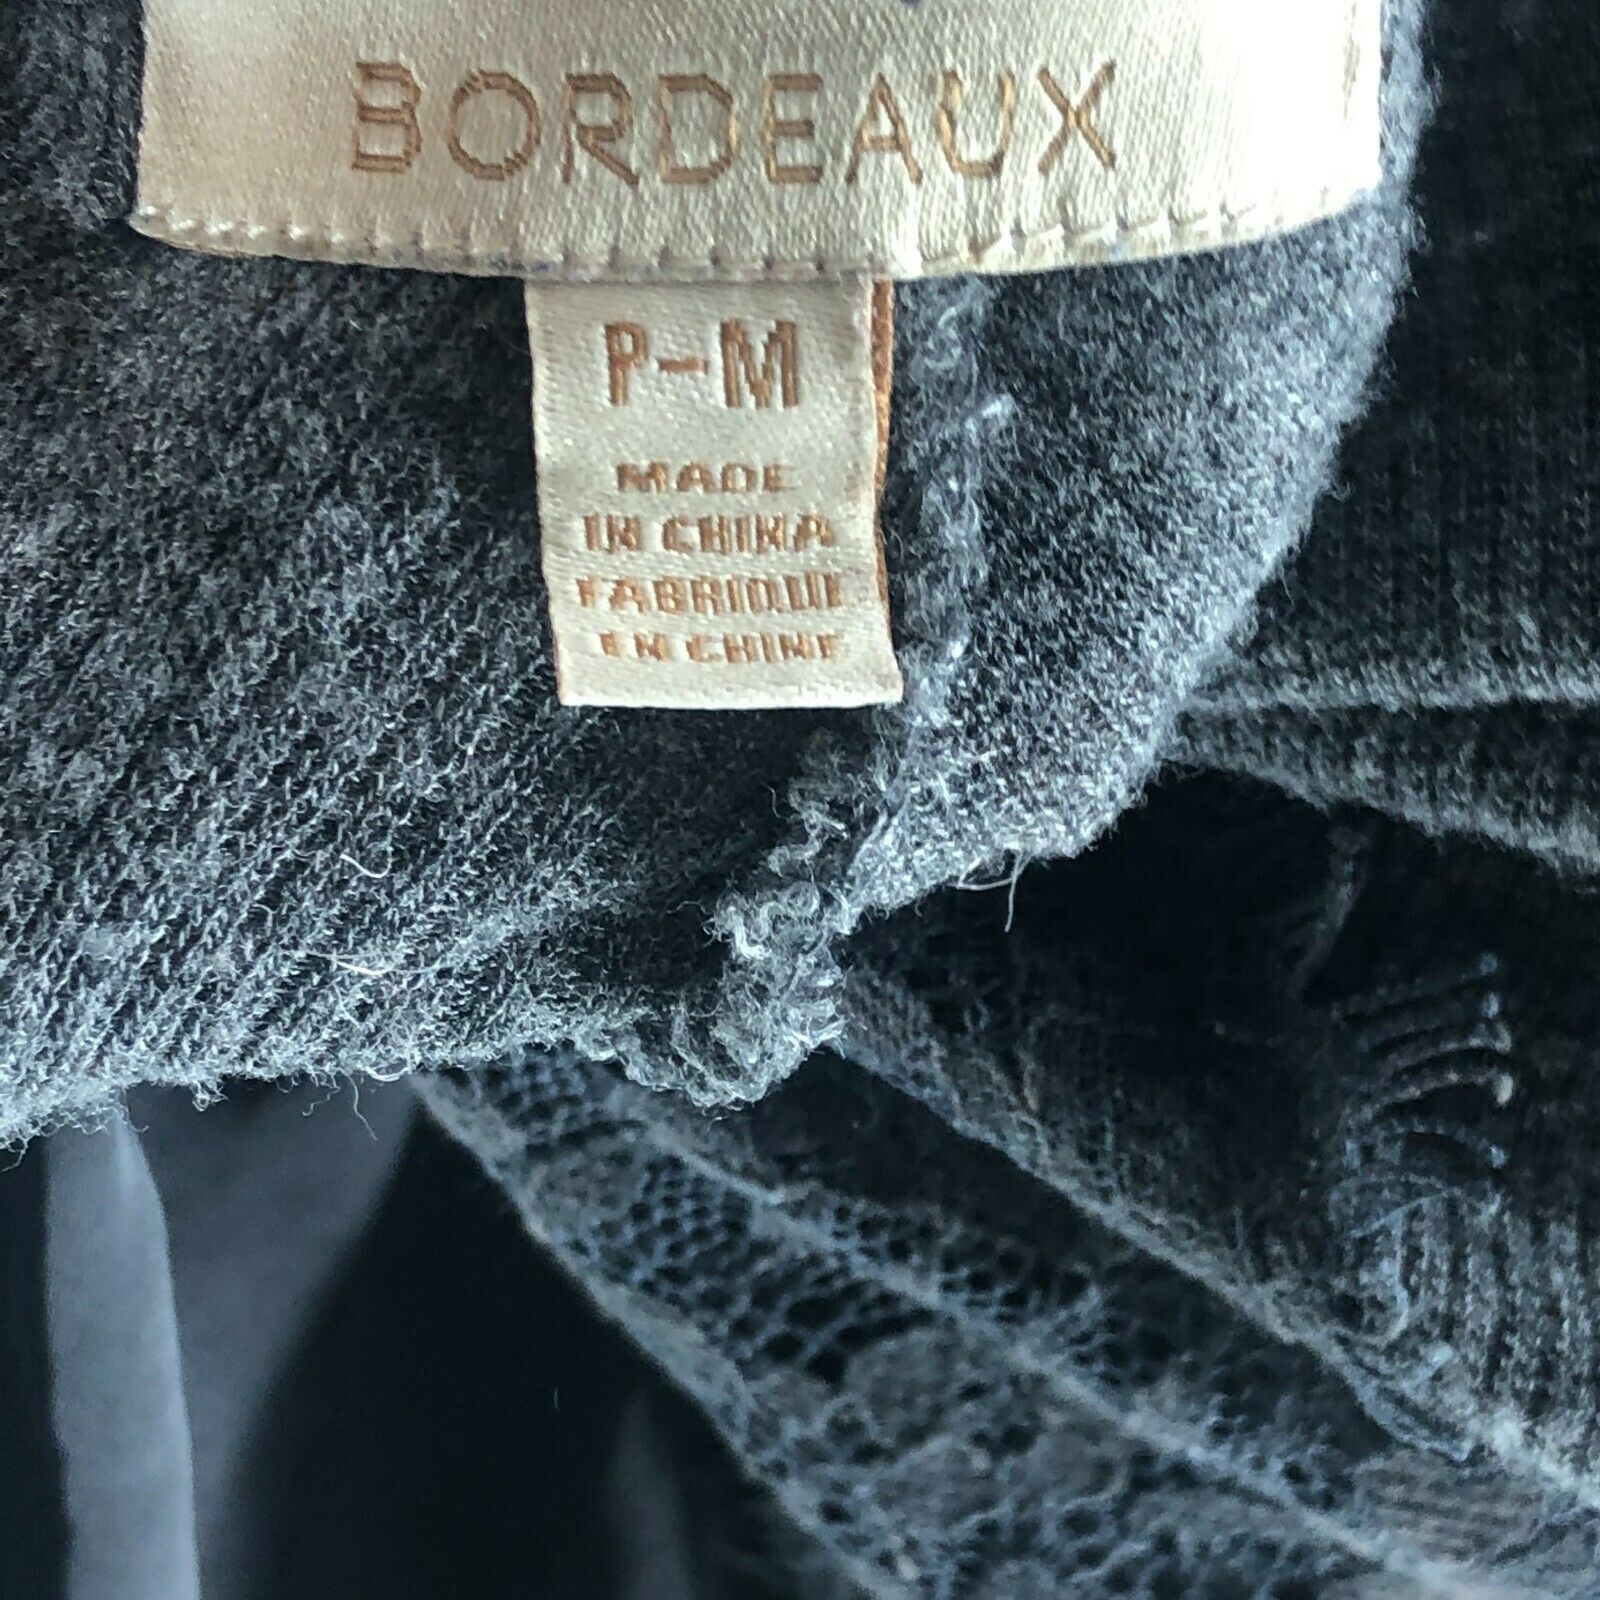 BORDEAUX
P-M
MADE
IN CHINA
FABRIQUE
EN CHINE